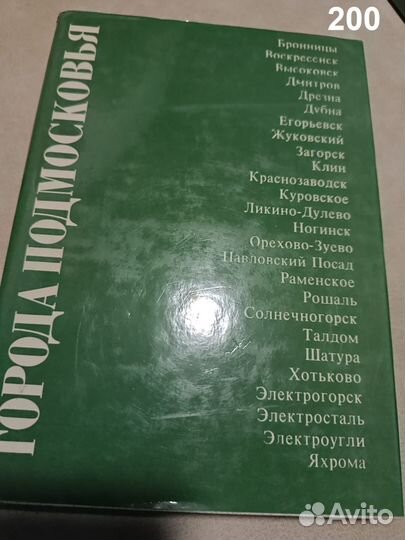 200
ГОРОДА ПОДМОСКОВЬЯ
Бронницы
Воскресенск
Высоковск
Дмитров
Дрезна
Дубна
Егорьевск
Жуковский
Загорск
Клин
Краснозаводск
Куровское
Ликино-Дулево
Ногинск
Орехово-Зуево
Павловский Посад
Раменское
Рошаль
Солнечногорск
Талдом
Шатура
Хотьково
Электрогорск
Электросталь
Электроугли
Яхрома
Avito